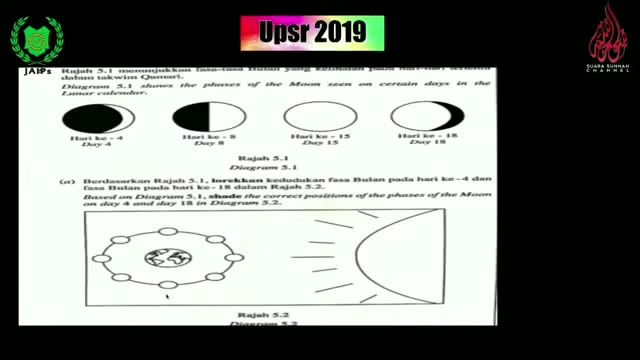 Upsr 2019
JAIPs
SUARA SUNNAH
CHANNEL
Rajah 5.1 menunjukkan fasa-fasa Bulan yang kelihatan pada hari-hari tertentu
dalam takwim Qamari.
Diagram 5.1 shows the phases of the Moon seen on certain days in the
Lunar calendar.
Hari ke - 4
Day 4
Hari ke - 8
Day 8
Hari ke - 15
Day 15
Hari ke - 18
Day 18
Rajah 5.1
Diagram 5.1
(a) Berdasarkan Rajah 5.1, lorekkan kedudukan fasa Bulan pada hari ke-4 dan
fasa Bulan pada hari ke-18 dalam Rajah 5.2.
Based on Diagram 5.1, shade the correct positions of the phases of the Moon
on day 4 and day 18 in Diagram 5.2.
Rajah 5.2
Diagram 5.2